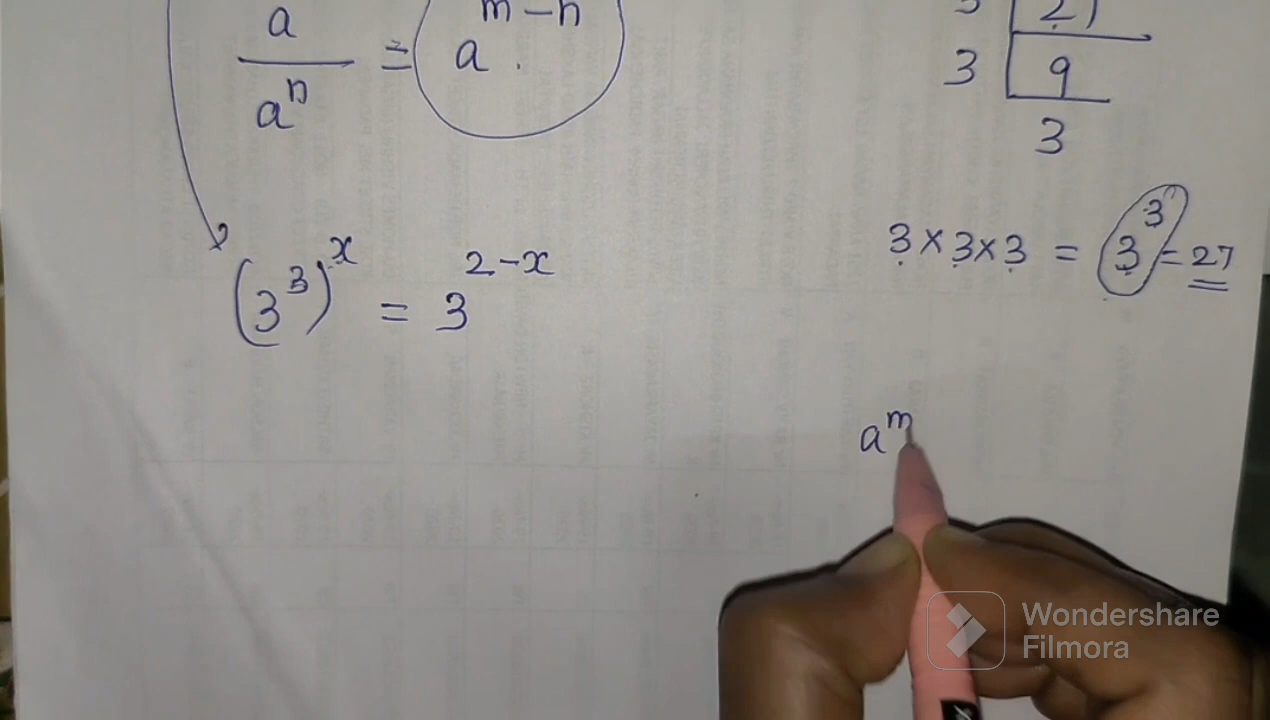 a
— = a^{m-n} .
a^n
3 | 27
3 | 9
3
3 × 3 × 3 = 3^3 = 27
(3^3)^x = 3^{2-x}
a^m
Wondershare
Filmora